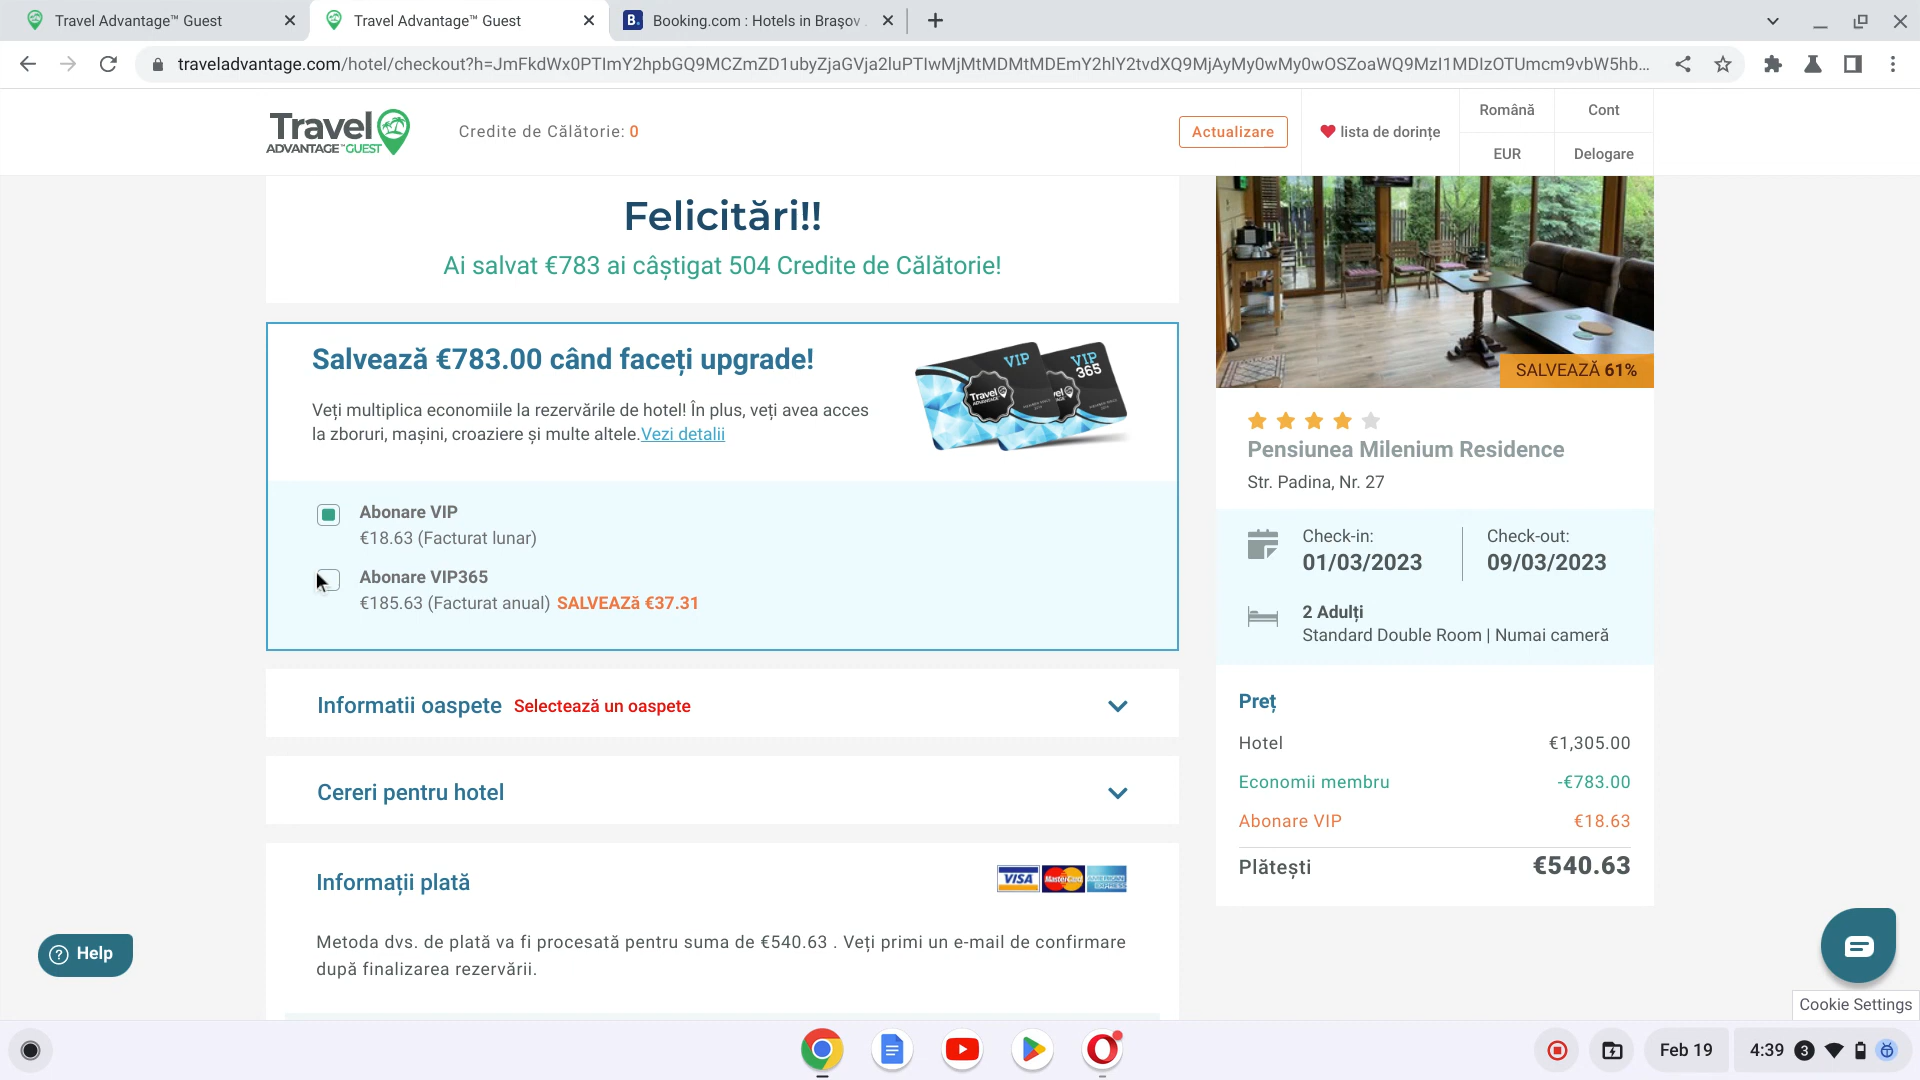 Travel Advantage™ Guest
Travel Advantage™ Guest
B. Booking.com : Hotels in Brașov
traveladvantage.com/hotel/checkout?h=JmFkdWx0PTImY2hpbGQ9MCZmZD1ubyZjaGVja2luPTIwMjMtMDMtMDEmY2hlY2tvdXQ9MjAyMy0wMy0wOSZoaWQ9MzI1MDIzOTUmcm9vbW5hb...
Travel
ADVANTAGE™GUEST
Credite de Călătorie: 0
Actualizare
lista de dorințe
Română
Cont
EUR
Delogare
Felicitări!!
Ai salvat €783 ai câștigat 504 Credite de Călătorie!
Salvează €783.00 când faceți upgrade!
Veți multiplica economiile la rezervările de hotel! În plus, veți avea acces
la zboruri, mașini, croaziere și multe altele.Vezi detalii
VIP
VIP
365
Travel
ADVANTAGE
Abonare VIP
€18.63 (Facturat lunar)
Abonare VIP365
€185.63 (Facturat anual) SALVEAZă €37.31
Informatii oaspete Selectează un oaspete
Cereri pentru hotel
Informații plată
VISA MasterCard AMERICAN EXPRESS
Metoda dvs. de plată va fi procesată pentru suma de €540.63 . Veți primi un e-mail de confirmare
după finalizarea rezervării.
SALVEAZĂ 61%
Pensiunea Milenium Residence
Str. Padina, Nr. 27
Check-in:
01/03/2023
Check-out:
09/03/2023
2 Adulți
Standard Double Room | Numai cameră
Preț
Hotel €1,305.00
Economii membru -€783.00
Abonare VIP €18.63
Plătești €540.63
Help
Cookie Settings
Feb 19
4:39 3